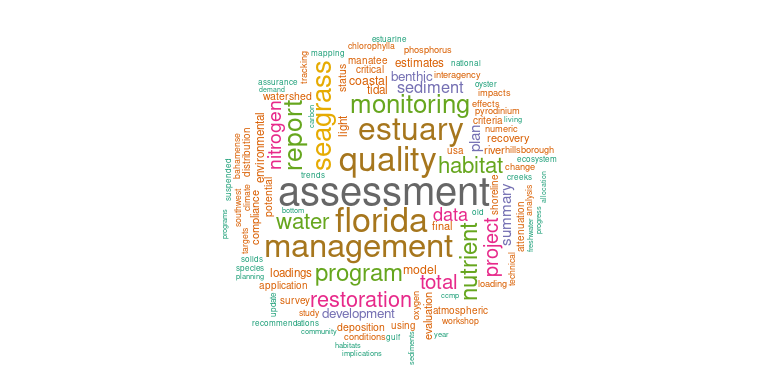 estuarine
chlorophylla
phosphorus
mapping
manatee
estimates
national
critical
benthic
interagency
tracking
status
coastal
assurance
demand
tidal
sediment
oyster
watershed
seagrass
monitoring
impacts
effects
carbon
nitrogen
report
light
estuary
pyrodinium
criteria
living
numeric
plan
recovery
environmental
distribution
bahamense
quality
usa
river
hillsborough
habitat
ecosystem
change
suspended
trends
assessment
creeks
shoreline
allocation
climate
southwest
potential
compliance
bottom
water
florida
data
old
summary
analysis
progress
programs
final
attenuation
freshwater
targets
management
project
nutrient
technical
solids
species
planning
loadings
program
model
total
loading
application
restoration
ccmp
update
survey
oxygen
study
development
atmospheric
evaluation
workshop
recommendations
community
deposition
using
conditions
gulf
year
habitats
implications
sediments